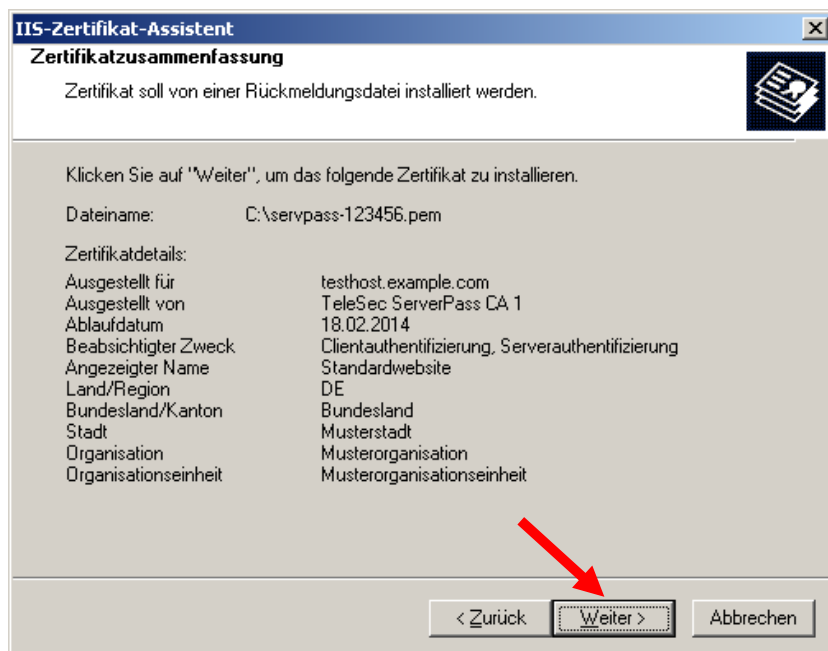 IIS-Zertifikat-Assistent
Zertifikatzusammenfassung
Zertifikat soll von einer Rückmeldungsdatei installiert werden.
Klicken Sie auf "Weiter", um das folgende Zertifikat zu installieren.
Dateiname: C:\servpass-123456.pem
Zertifikatdetails:
Ausgestellt für testhost.example.com
Ausgestellt von TeleSec ServerPass CA 1
Ablaufdatum 18.02.2014
Beabsichtigter Zweck Clientauthentifizierung, Serverauthentifizierung
Angezeigter Name Standardwebsite
Land/Region DE
Bundesland/Kanton Bundesland
Stadt Musterstadt
Organisation Musterorganisation
Organisationseinheit Musterorganisationseinheit
< Zurück Weiter > Abbrechen